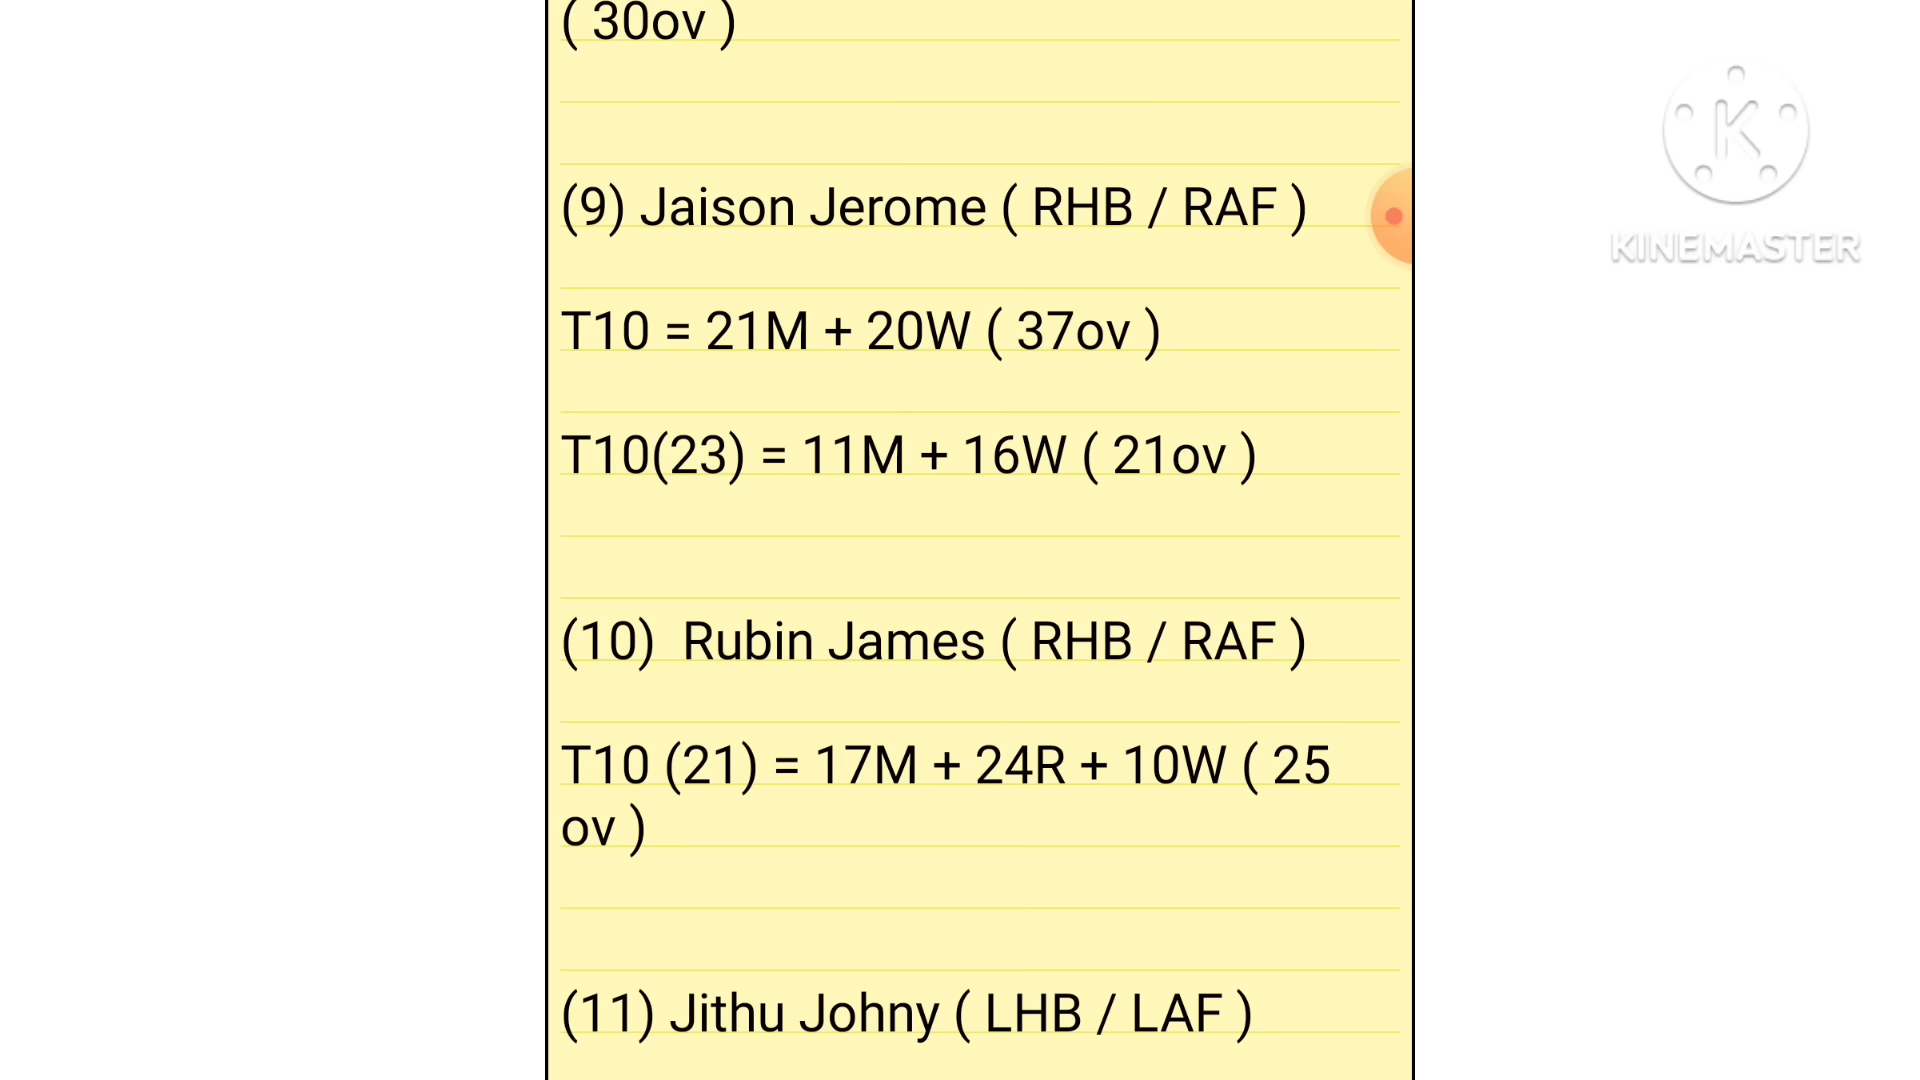 ( 30ov )
(9) Jaison Jerome ( RHB / RAF )
T10 = 21M + 20W ( 37ov )
T10(23) = 11M + 16W ( 21ov )
(10)  Rubin James ( RHB / RAF )
T10 (21) = 17M + 24R + 10W ( 25
ov )
(11) Jithu Johny ( LHB / LAF )
K
KINEMASTER